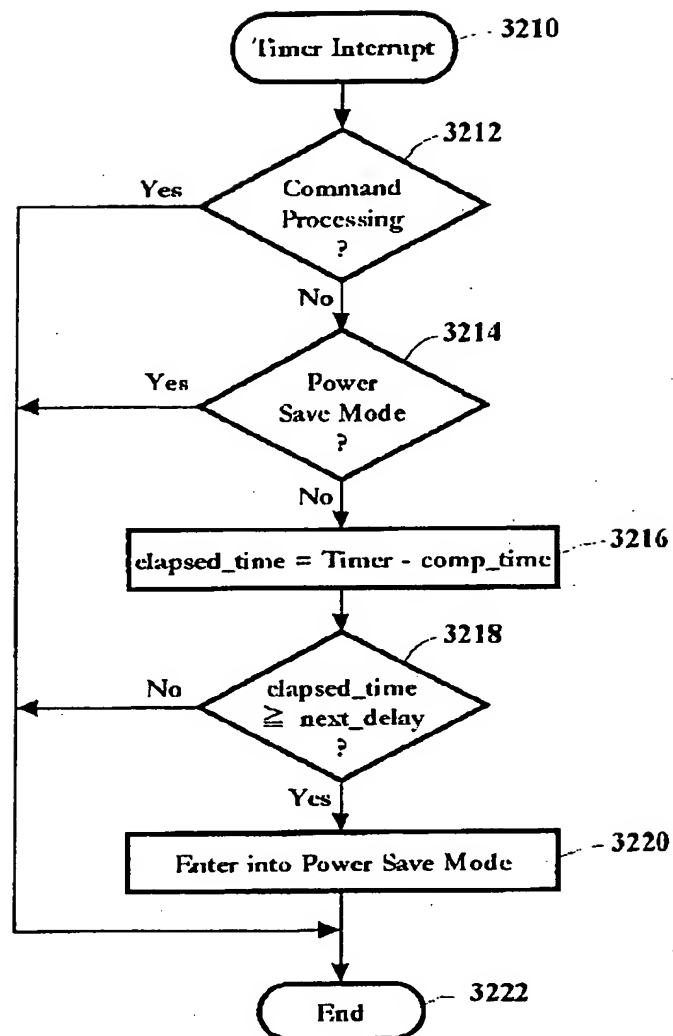 Timer Interrupt
3210
3212
Yes
Command
Processing
?
No
3214
Yes
Power
Save Mode
?
No
elapsed_time = Timer - comp_time
3216
3218
No
elapsed_time
≧ next_delay
?
Yes
Enter into Power Save Mode
3220
End
3222